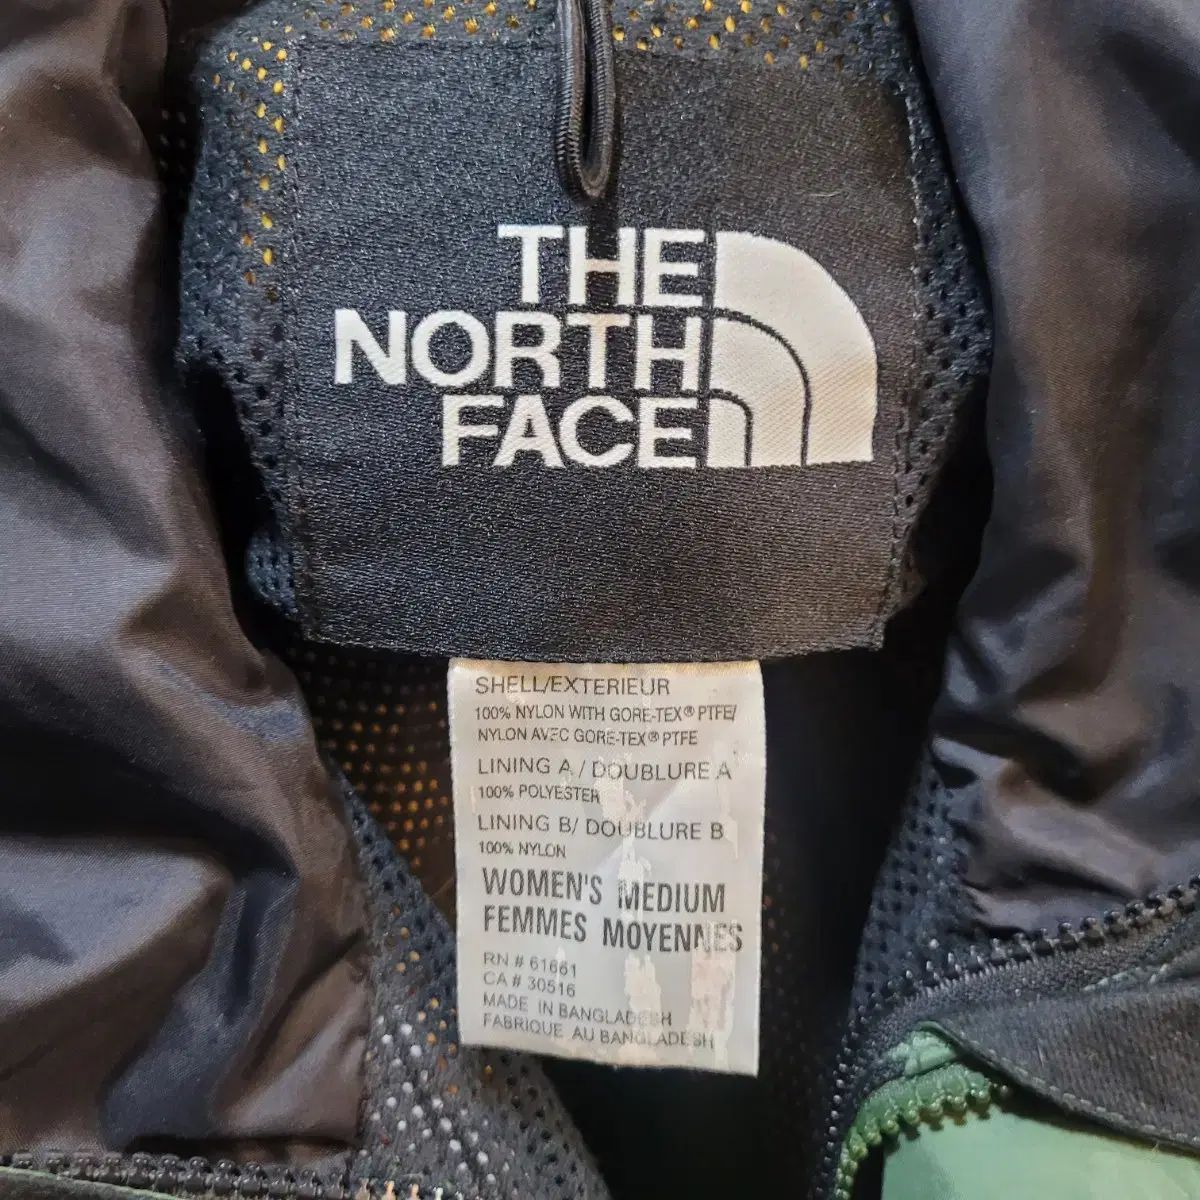 THE
NORTH
FACE
SHELL/EXTERIEUR
100% NYLON WITH GORE-TEX® PTFE/
NYLON AVEC GORE-TEX® PTFE
LINING A / DOUBLURE A
100% POLYESTER
LINING B/ DOUBLURE B
100% NYLON
WOMEN'S MEDIUM
FEMMES MOYENNES
RN # 61661
CA # 30516
MADE IN BANGLADESH
FABRIQUE AU BANGLADESH